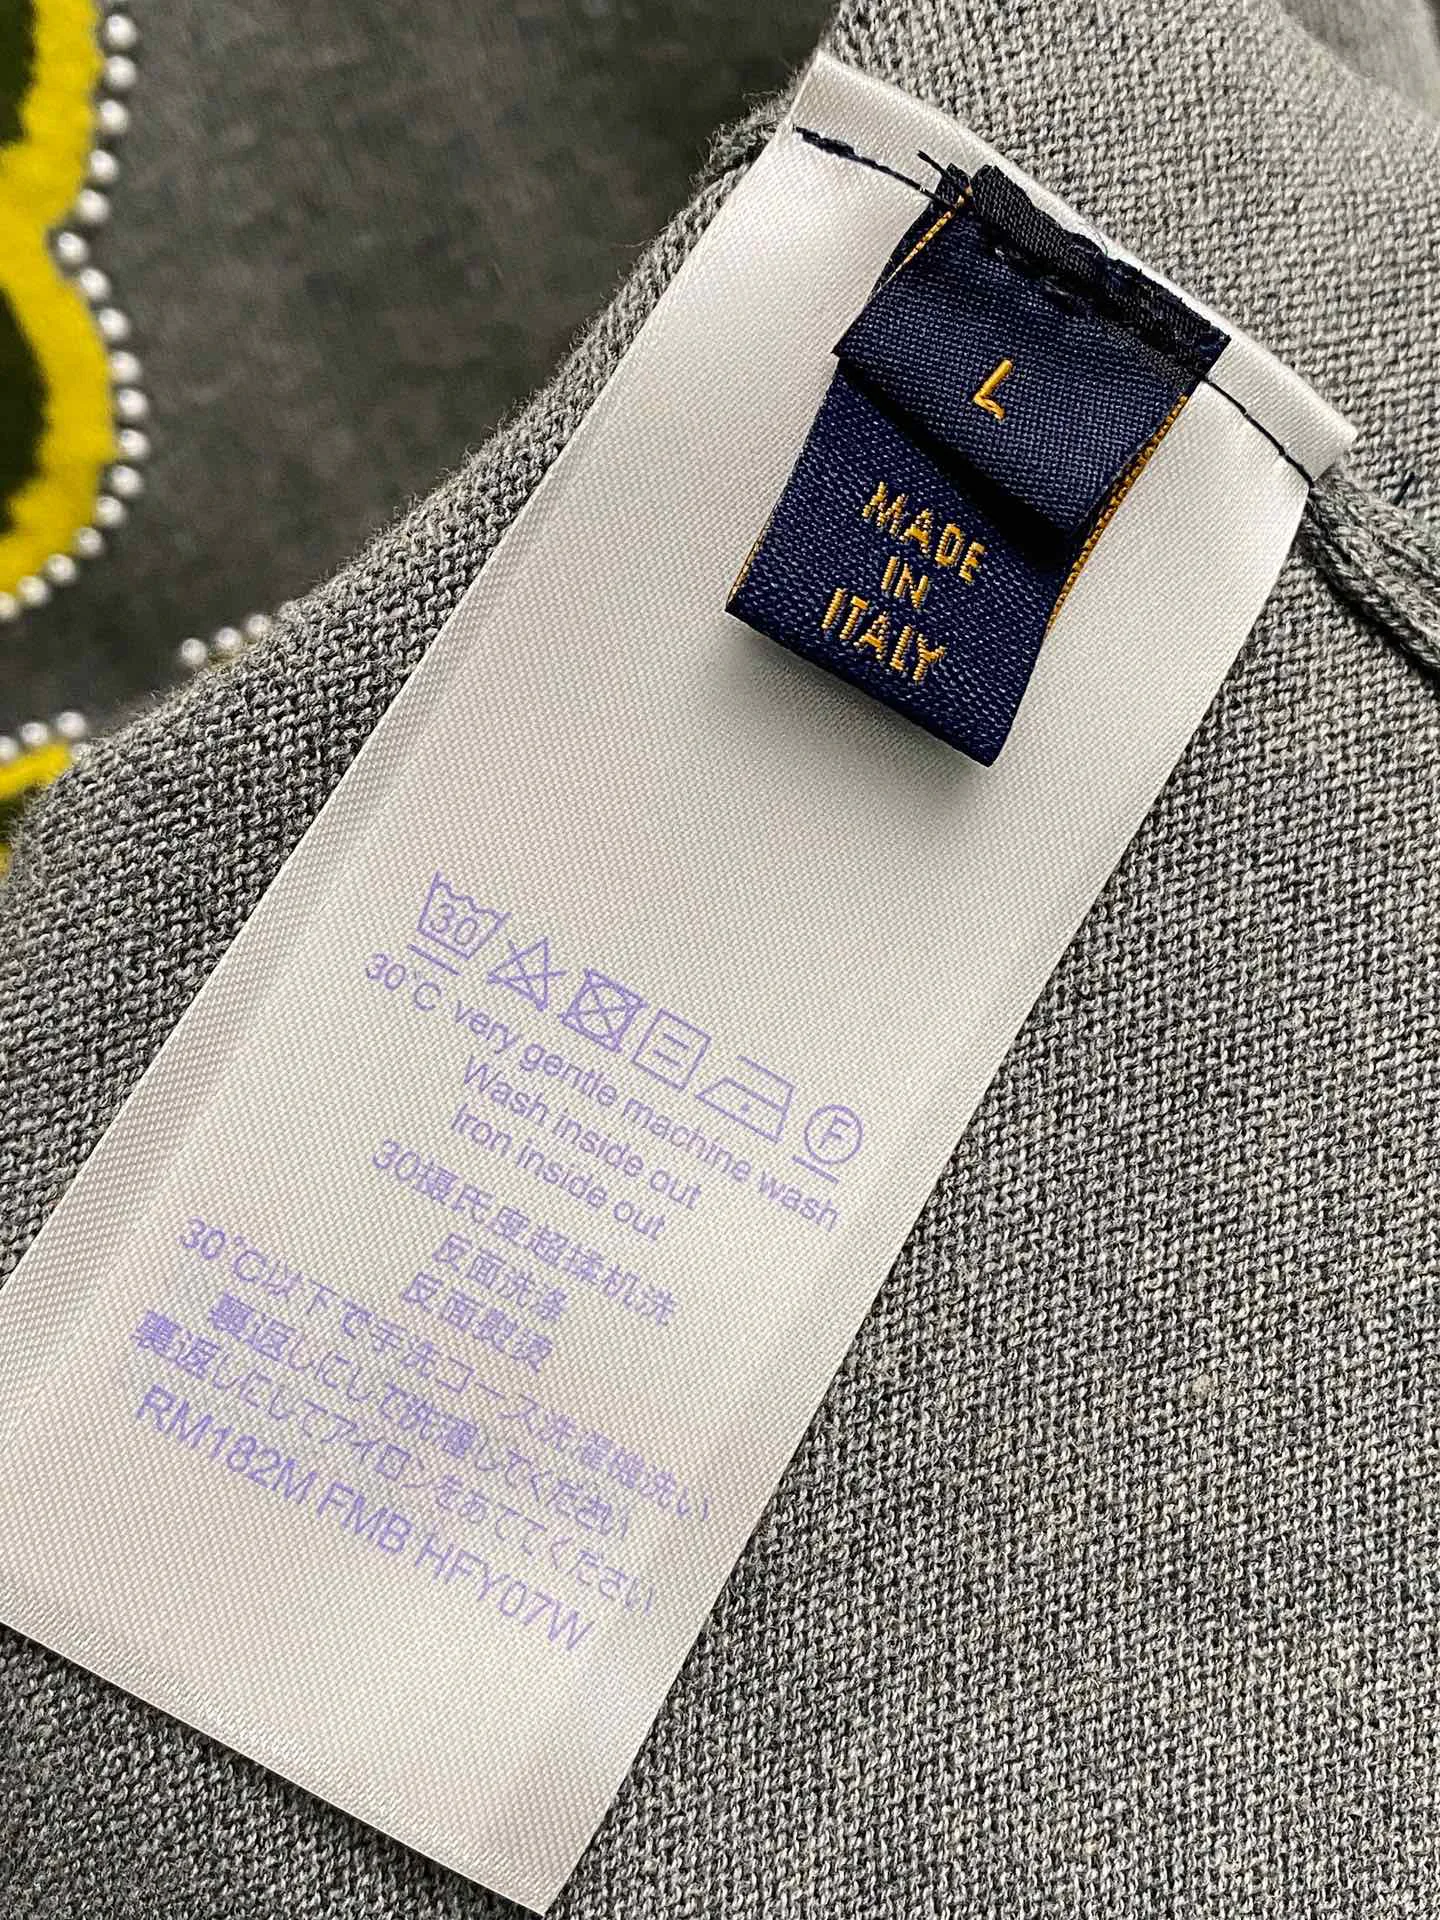 L
MADE
IN
ITALY
30
F
30°C very gentle machine wash
Wash inside out
Iron inside out
30摄氏度超揉机洗
反面洗涤
反面熨烫
30°C以下で手洗コース洗濯機洗い
裏返しにして洗濯してください
裏返しにしてアイロンをあててください
RM182M FMB HFY07W